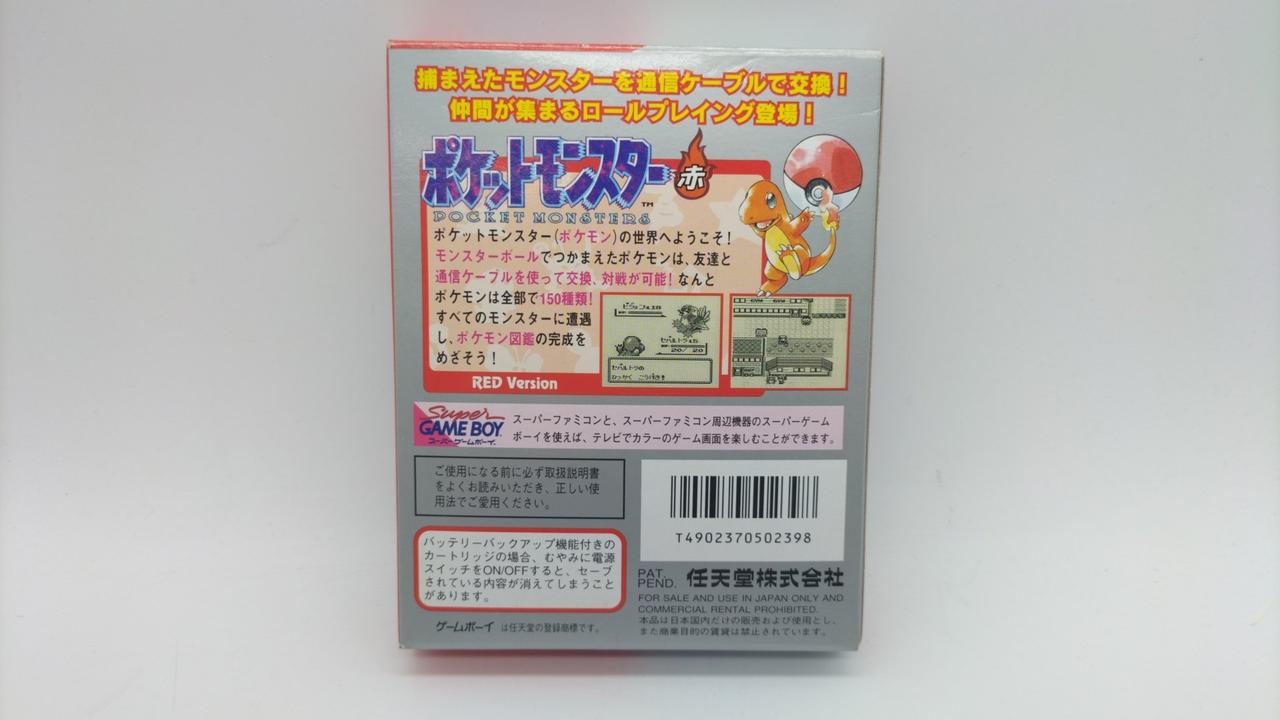 捕まえたモンスターを通信ケーブルで交換！
仲間が集まるロールプレイング登場！
ポケットモンスター 赤
TM
POCKET MONSTERS
ポケットモンスター(ポケモン)の世界へようこそ！
モンスターボールでつかまえたポケモンは、友達と
通信ケーブルを使って交換、対戦が可能！なんと
ポケモンは全部で150種類！
すべてのモンスターに遭遇
し、ポケモン図鑑の完成を
めざそう！
RED Version
20/ 20
GYM GYM
Super
GAME BOY
スーパーゲームボーイ
スーパーファミコンと、スーパーファミコン周辺機器のスーパーゲーム
ボーイを使えば、テレビでカラーのゲーム画面を楽しむことができます。
ご使用になる前に必ず取扱説明書
をよくお読みいただき、正しい使
用法でご愛用ください。
T4902370502398
バッテリーバックアップ機能付きの
カートリッジの場合、むやみに電源
スイッチをON/OFFすると、セーブ
されている内容が消えてしまうこと
があります。
ゲームボーイ は任天堂の登録商標です。
PAT.
PEND. 任天堂株式会社
FOR SALE AND USE IN JAPAN ONLY AND
COMMERCIAL RENTAL PROHIBITED.
本品は日本国内だけの販売および使用とし、
また商業目的の賃貸は禁止されています。